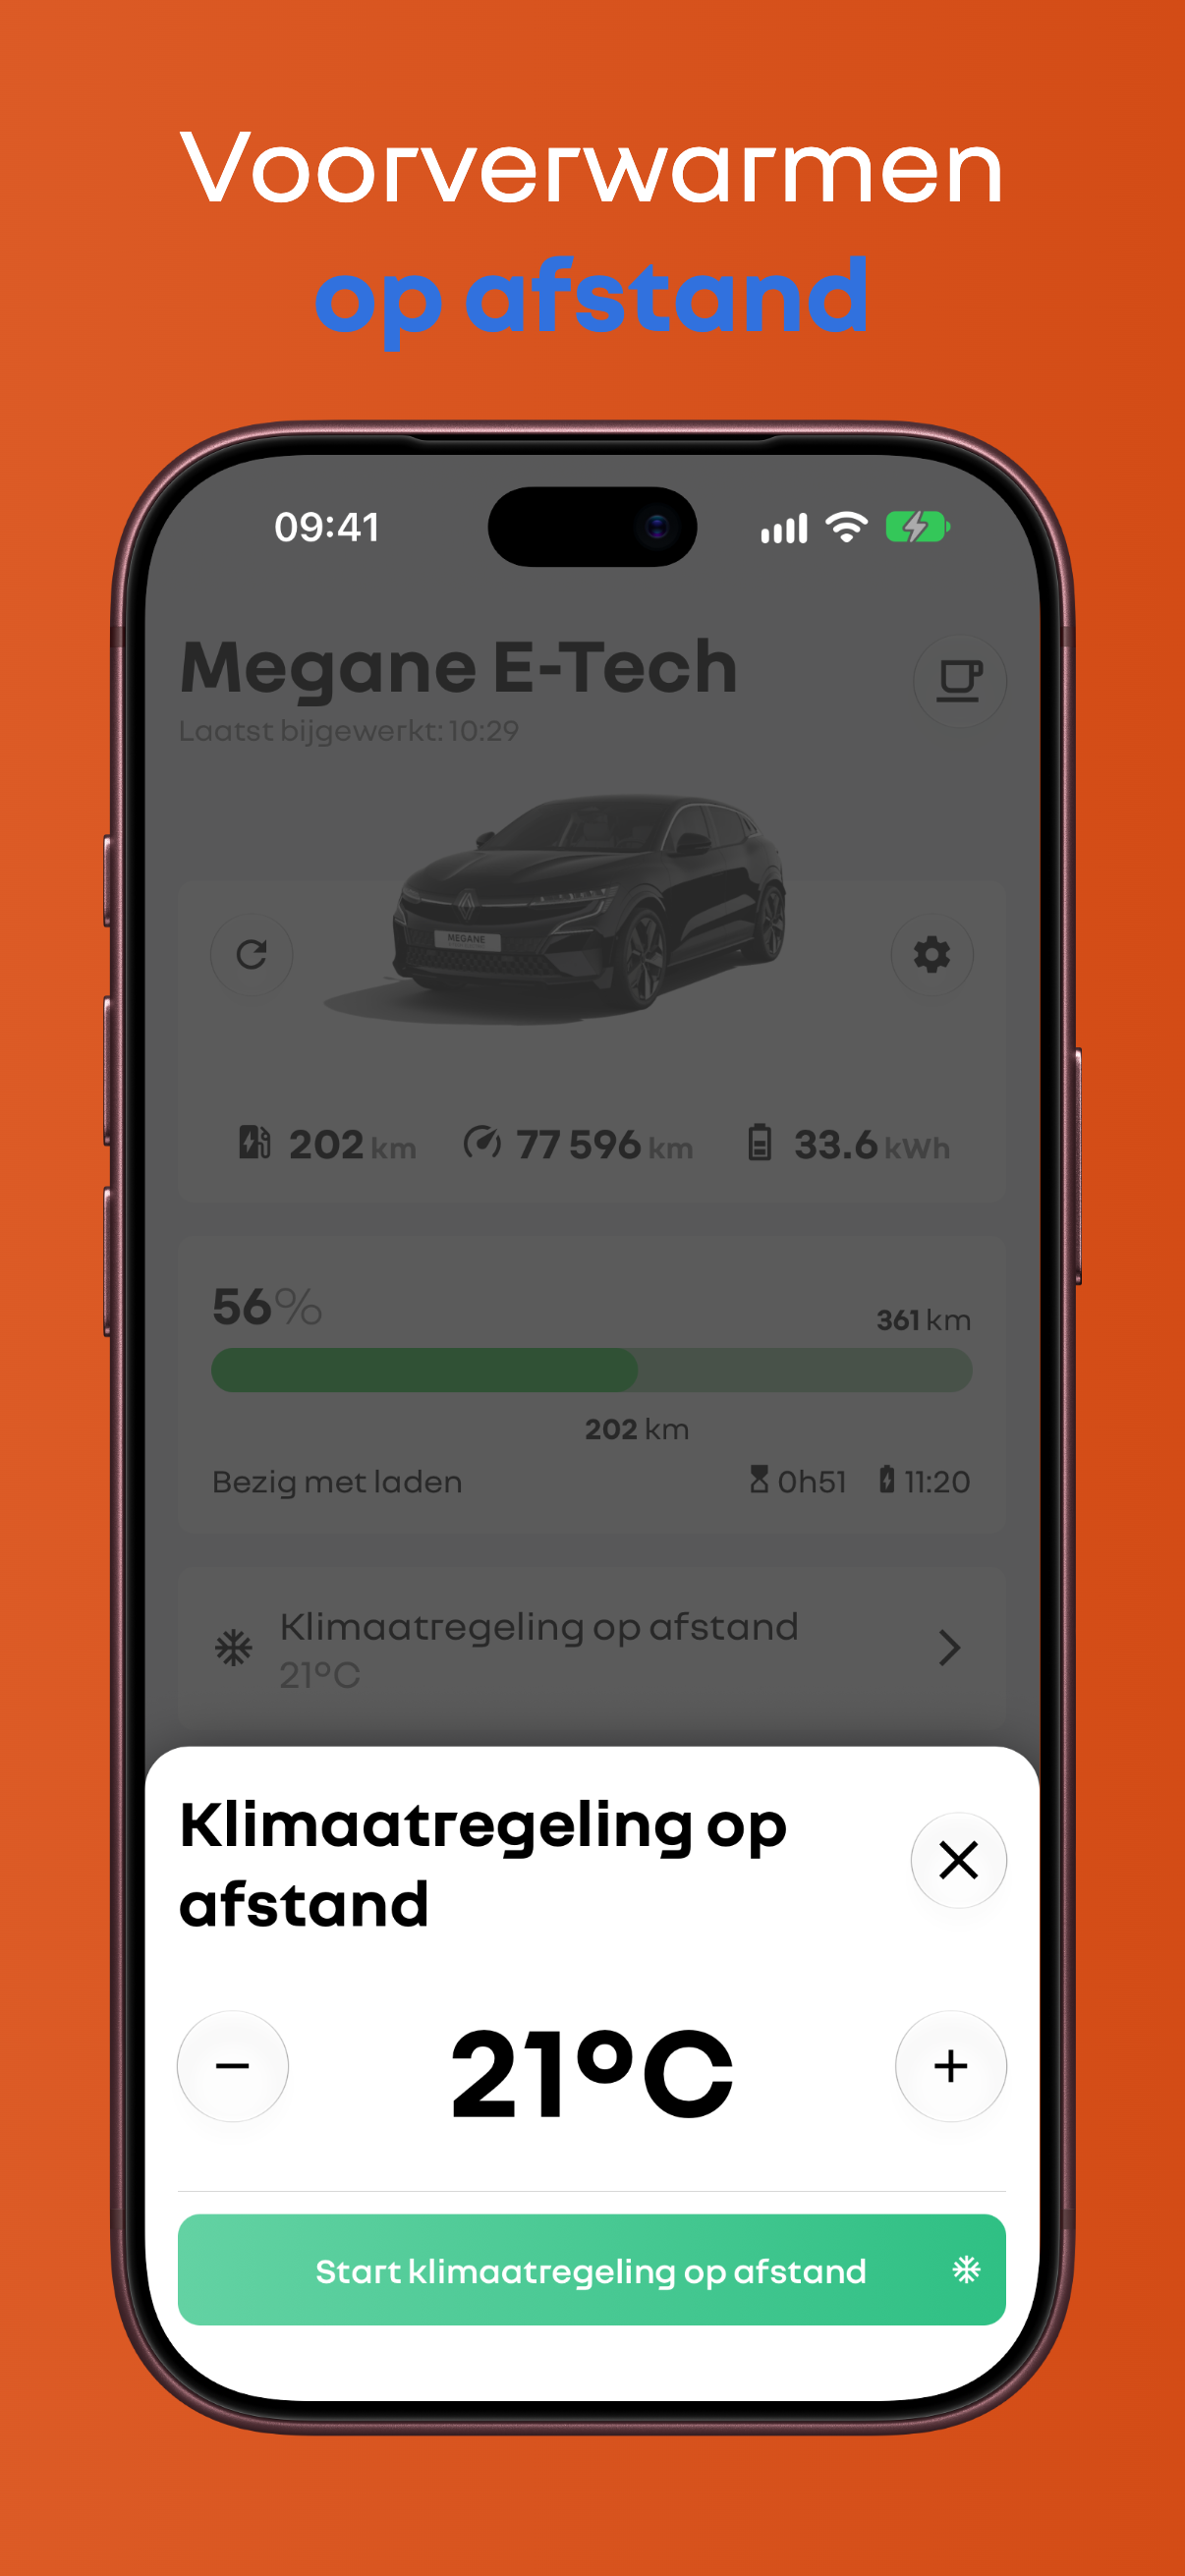 Voorverwarmen
op afstand
09:41
Megane E-Tech
Laatst bijgewerkt: 10:29
MEGANE
202 km 77 596 km 33.6 kWh
56%
361 km
202 km
Bezig met laden 0h51 11:20
Klimaatregeling op afstand
21°C
Klimaatregeling op
afstand
21°C
Start klimaatregeling op afstand